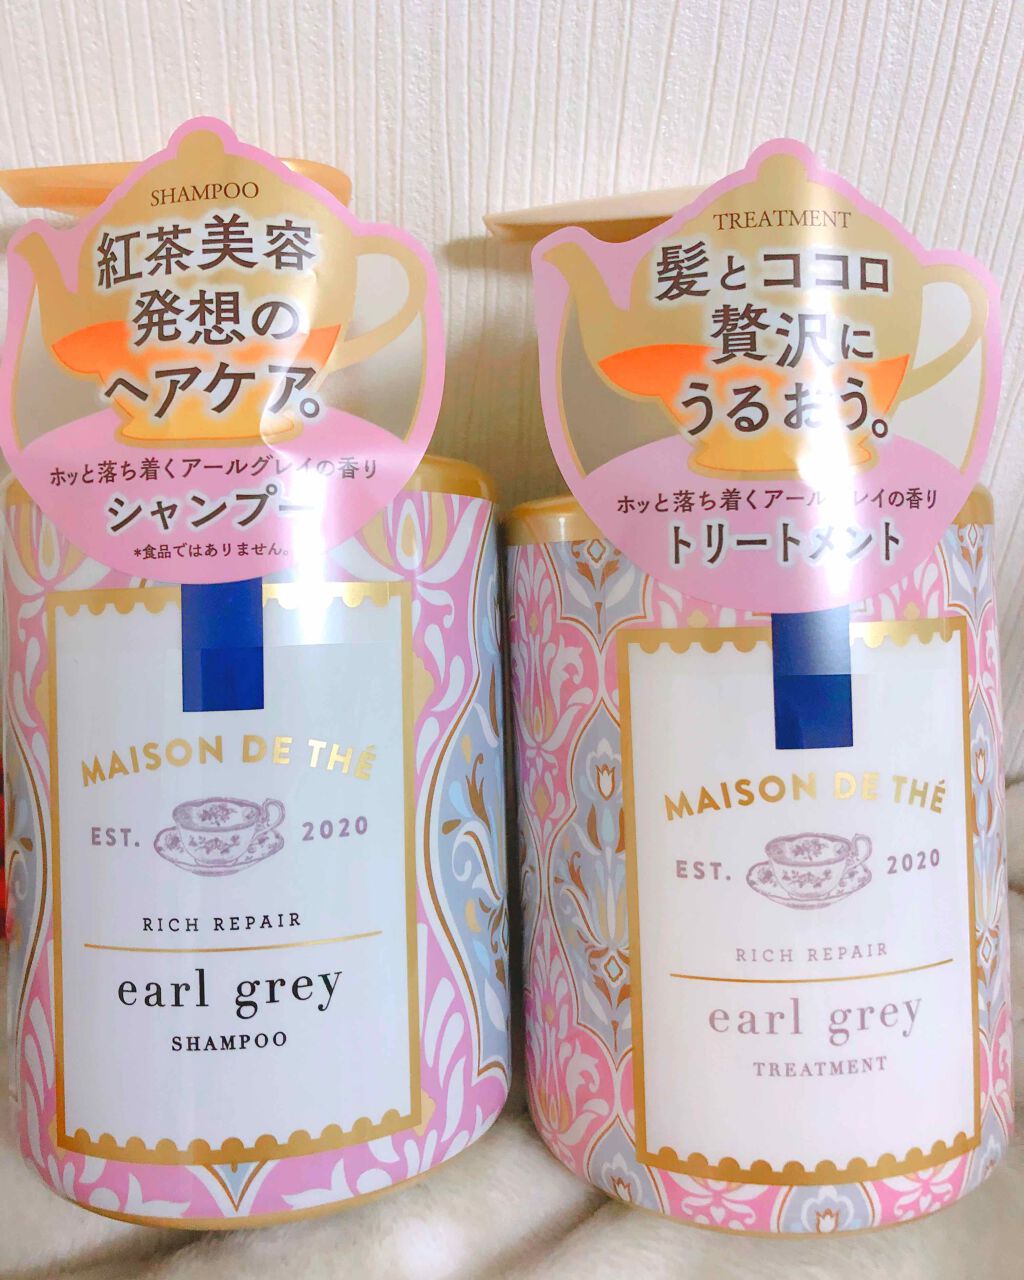 SHAMPOO
紅茶美容
発想の
ヘアケア。
ホッと落ち着くアールグレイの香り
シャンプー
*食品ではありません。
MAISON DE THÉ
EST. 2020
RICH REPAIR
earl grey
SHAMPOO
TREATMENT
髪とココロ
贅沢に
うるおう。
ホッと落ち着くアールグレイの香り
トリートメント
MAISON DE THÉ
EST. 2020
RICH REPAIR
earl grey
TREATMENT